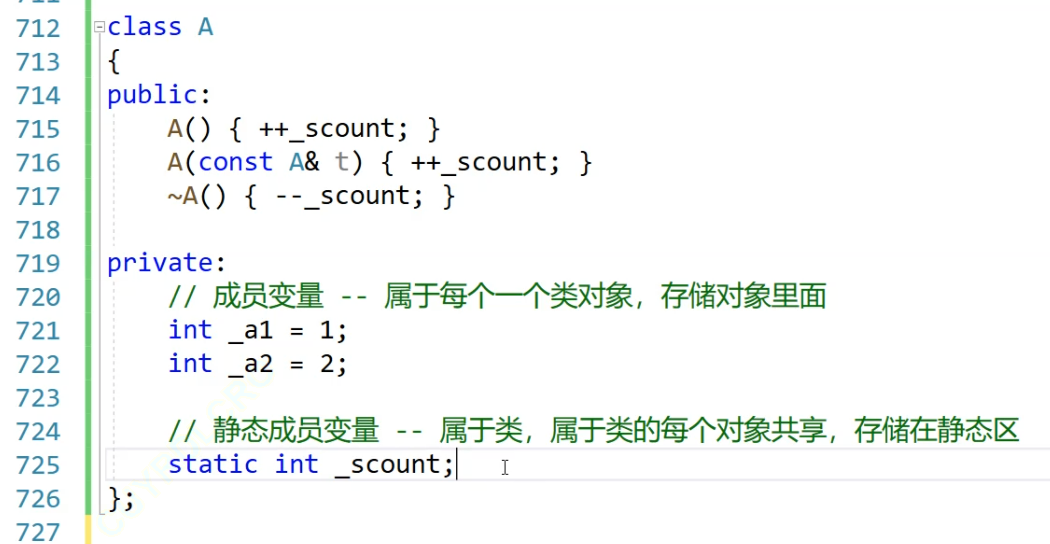 711
712 class A
713 {
714 public:
715 A() { ++_scount; }
716 A(const A& t) { ++_scount; }
717 ~A() { --_scount; }
718
719 private:
720 // 成员变量 -- 属于每个一个类对象，存储对象里面
721 int _a1 = 1;
722 int _a2 = 2;
723
724 // 静态成员变量 -- 属于类，属于类的每个对象共享，存储在静态区
725 static int _scount;
726 };
727